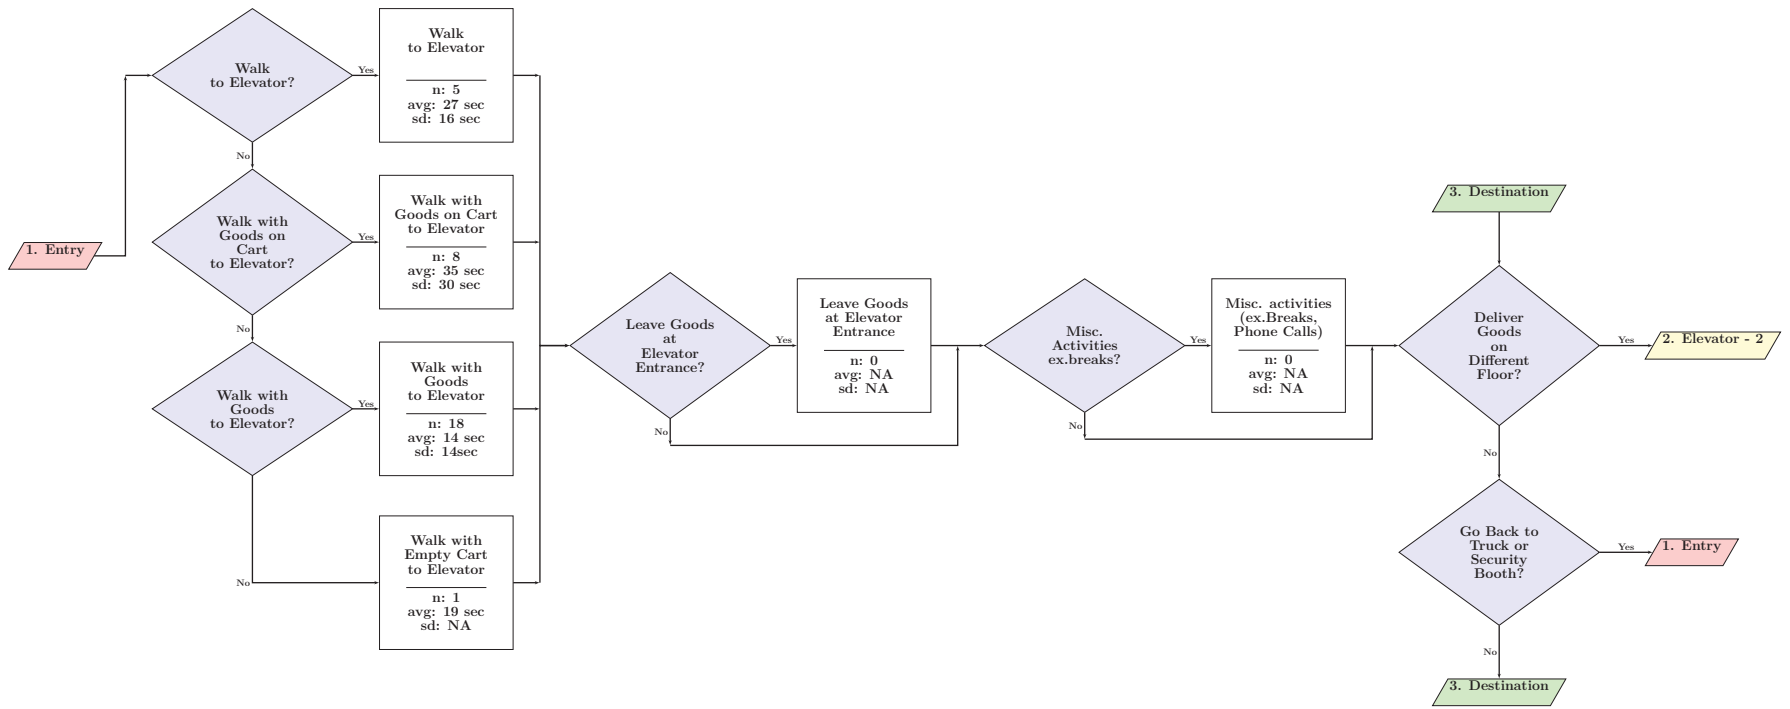 1. Entry
Walk
to Elevator?
Yes
No
Walk
to Elevator
n: 5
avg: 27 sec
sd: 16 sec
Walk with
Goods on
Cart
to Elevator?
Yes
No
Walk with
Goods on Cart
to Elevator
n: 8
avg: 35 sec
sd: 30 sec
Walk with
Goods
to Elevator?
Yes
No
Walk with
Goods
to Elevator
n: 18
avg: 14 sec
sd: 14sec
Walk with
Empty Cart
to Elevator
n: 1
avg: 19 sec
sd: NA
Leave Goods
at
Elevator
Entrance?
Yes
No
Leave Goods
at Elevator
Entrance
n: 0
avg: NA
sd: NA
Misc.
Activities
ex.breaks?
Yes
No
Misc. activities
(ex.Breaks,
Phone Calls)
n: 0
avg: NA
sd: NA
3. Destination
Deliver
Goods
on
Different
Floor?
Yes
2. Elevator - 2
No
Go Back to
Truck or
Security
Booth?
Yes
1. Entry
No
3. Destination